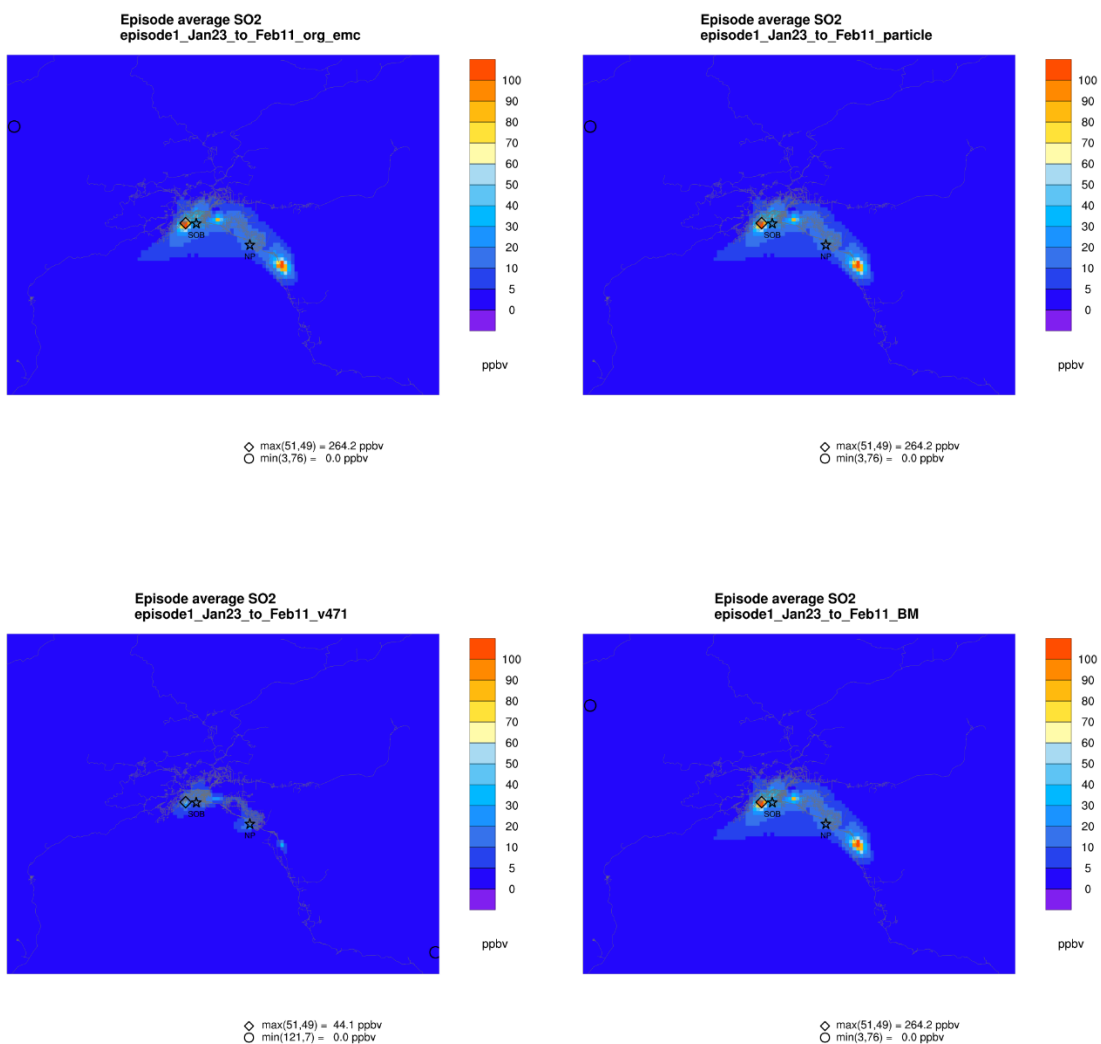 Episode average SO2
episode1_Jan23_to_Feb11_org_emc
100
90
80
70
60
50
40
30
20
10
5
0
ppbv
SOB
NP
max(51,49) = 264.2 ppbv
min(3,76) = 0.0 ppbv
Episode average SO2
episode1_Jan23_to_Feb11_particle
100
90
80
70
60
50
40
30
20
10
5
0
ppbv
SOB
NP
max(51,49) = 264.2 ppbv
min(3,76) = 0.0 ppbv
Episode average SO2
episode1_Jan23_to_Feb11_v471
100
90
80
70
60
50
40
30
20
10
5
0
ppbv
SOB
NP
max(51,49) = 44.1 ppbv
min(121,7) = 0.0 ppbv
Episode average SO2
episode1_Jan23_to_Feb11_BM
100
90
80
70
60
50
40
30
20
10
5
0
ppbv
SOB
NP
max(51,49) = 264.2 ppbv
min(3,76) = 0.0 ppbv